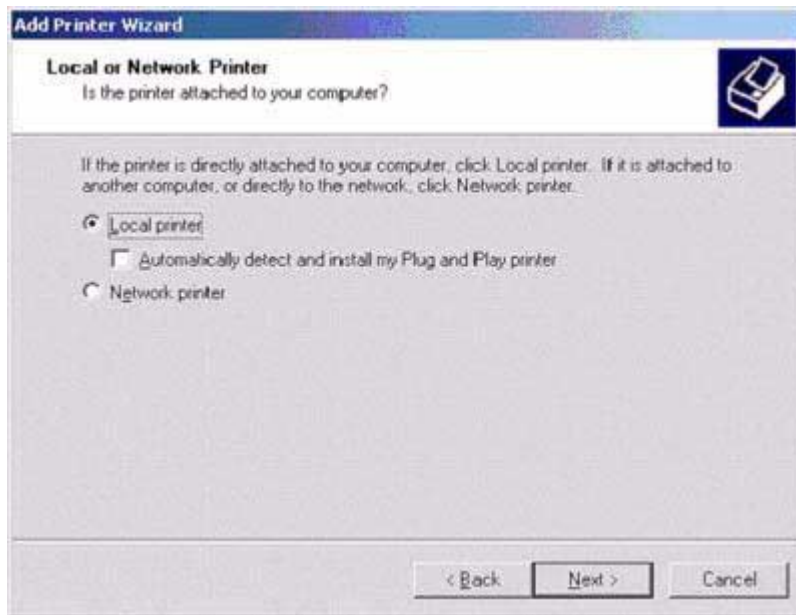 Add Printer Wizard
Local or Network Printer
Is the printer attached to your computer?
If the printer is directly attached to your computer, click Local printer. If it is attached to
another computer, or directly to the network, click Network printer.
Local printer
Automatically detect and install my Plug and Play printer
Network printer
< Back Next > Cancel